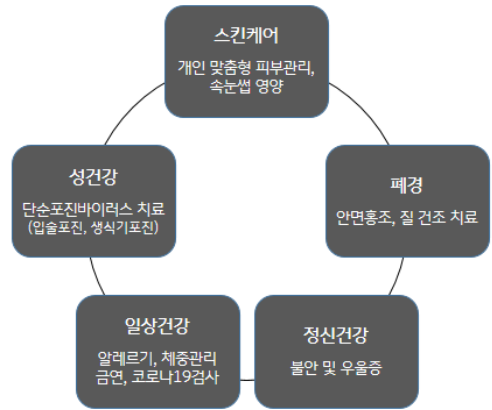 스킨케어
개인 맞춤형 피부관리,
속눈썹 영양
성건강
단순포진바이러스 치료
(입술포진, 생식기포진)
폐경
안면홍조, 질 건조 치료
일상건강
알레르기, 체중관리
금연, 코로나19검사
정신건강
불안 및 우울증